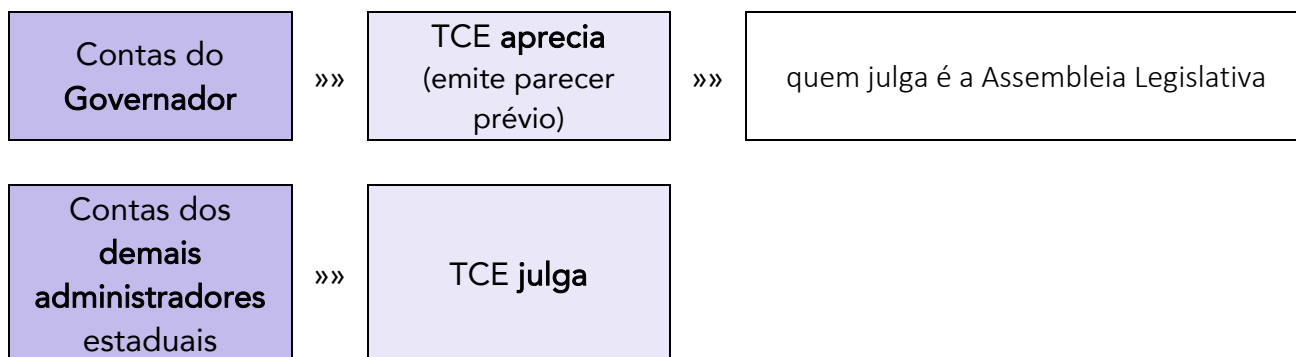 Contas do
Governador
»»
TCE aprecia
(emite parecer
prévio)
»»
quem julga é a Assembleia Legislativa
Contas dos
demais
administradores
estaduais
»»
TCE julga